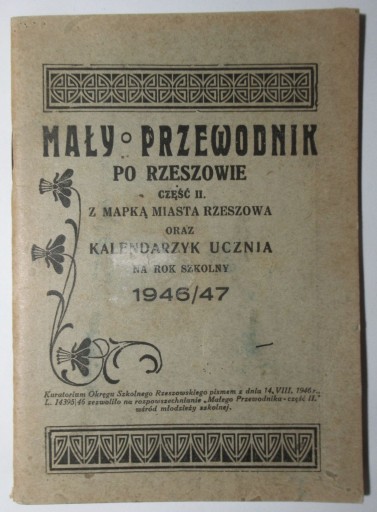 MAŁY PRZEWODNIK
PO RZESZOWIE
CZĘŚĆ II.
Z MAPKĄ MIASTA RZESZOWA
ORAZ
KALENDARZYK UCZNIA
NA ROK SZKOLNY
1946/47
Kuratorium Okręgu Szkolnego Rzeszowskiego pismem z dnia 14. VIII. 1946 r.,
L. 14395/46 zezwoliło na rozpowszechnianie „Małego Przewodnika - część II."
wśród młodzieży szkolnej.